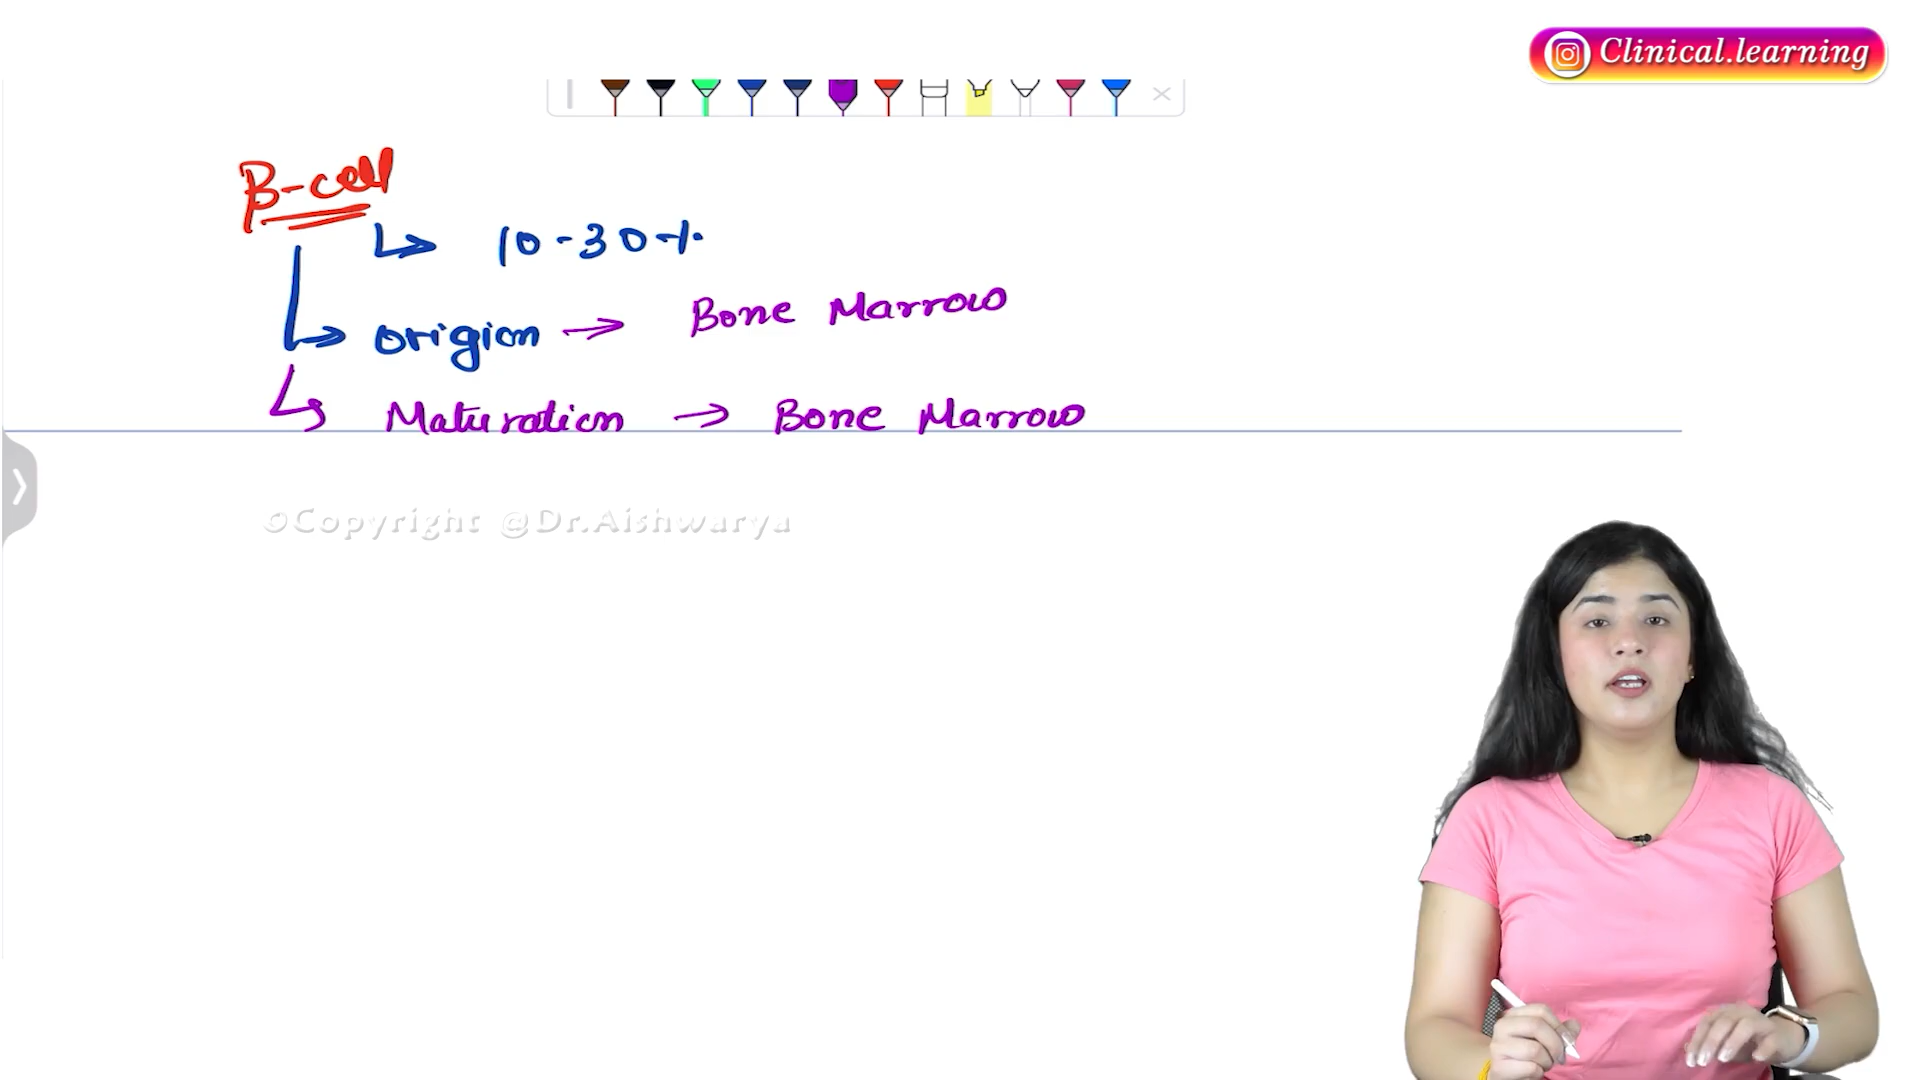 Clinical.learning
B-cell
10-30%
origion → Bone Marrow
Maturation → Bone Marrow
©Copyright @Dr.Aishwarya